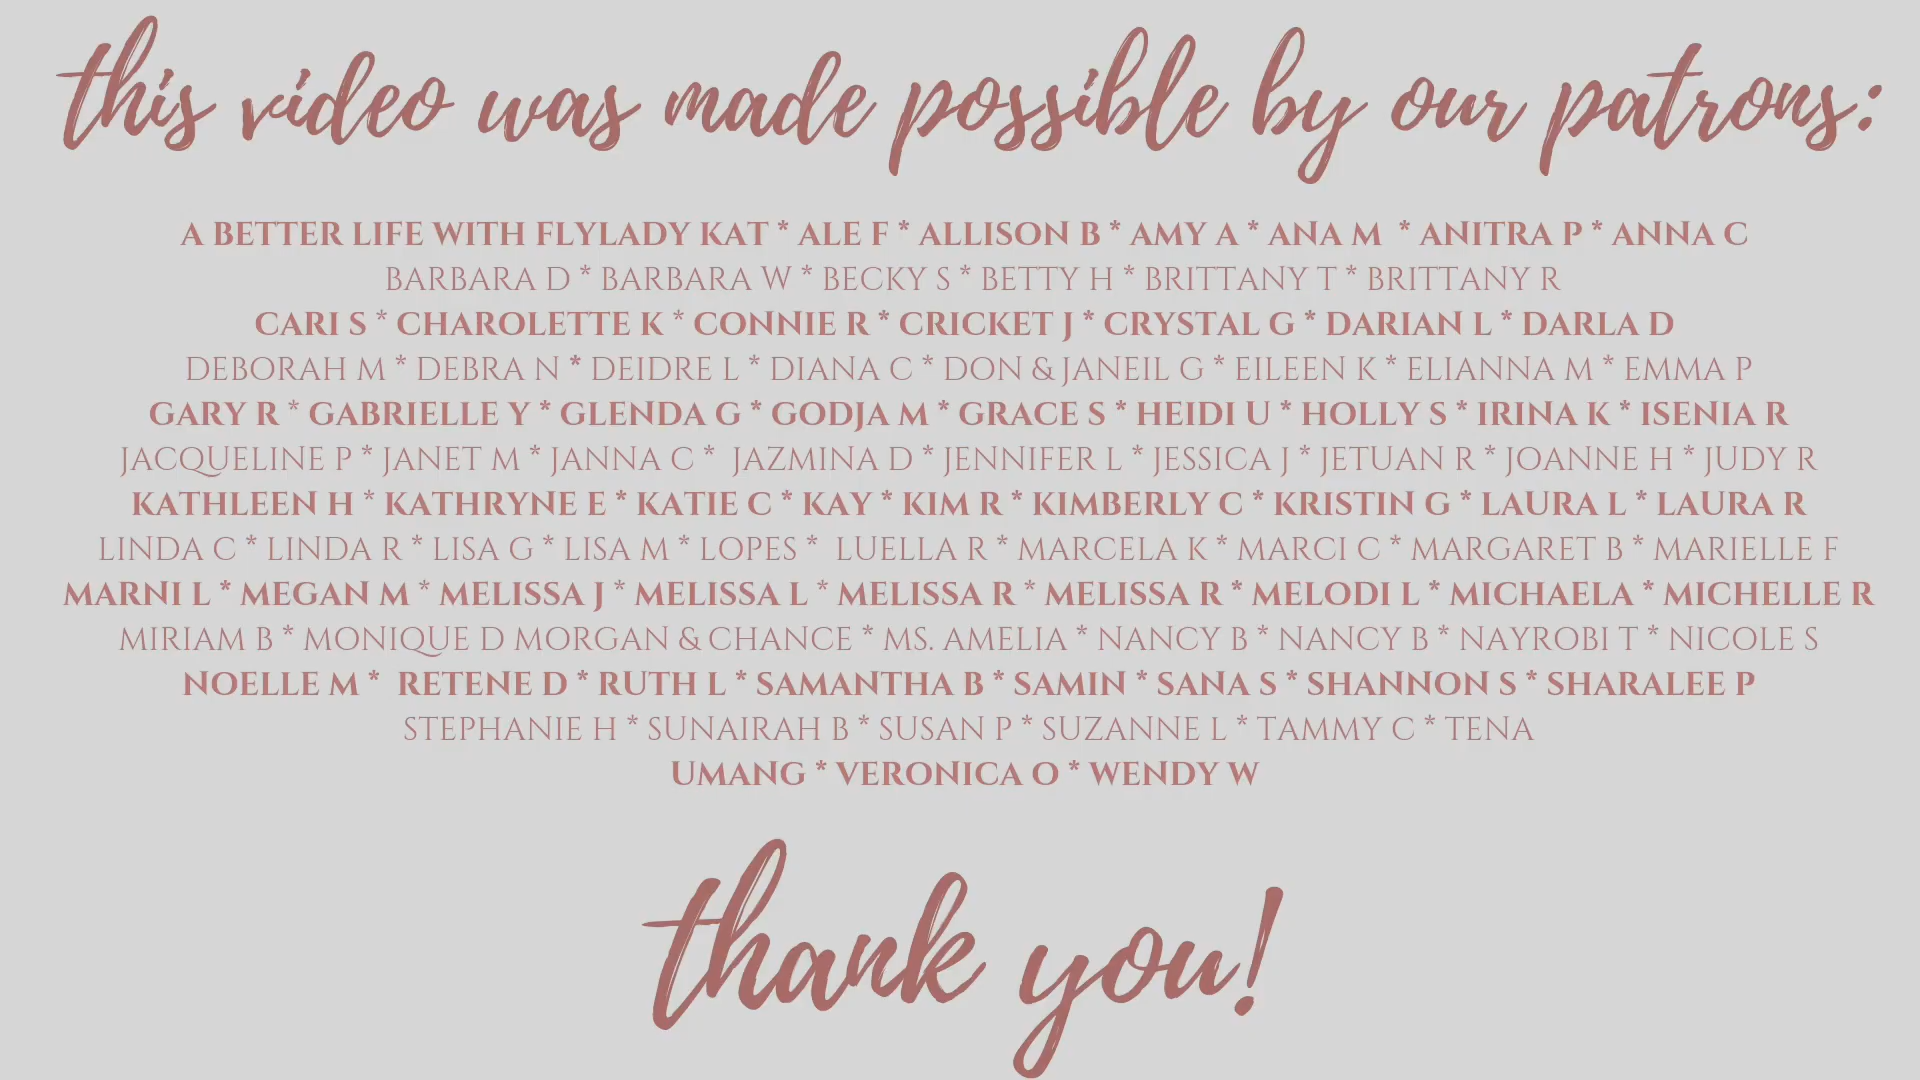 this video was made possible by our patrons:
A BETTER LIFE WITH FLYLADY KAT * ALE F * ALLISON B * AMY A * ANA M * ANITRA P * ANNA C
BARBARA D * BARBARA W * BECKY S * BETTY H * BRITTANY T * BRITTANY R
CARI S * CHAROLETTE K * CONNIE R * CRICKET J * CRYSTAL G * DARIAN L * DARLA D
DEBORAH M * DEBRA N * DEIDRE L * DIANA C * DON & JANEIL G * EILEEN K * ELIANNA M * EMMA P
GARY R * GABRIELLE Y * GLENDA G * GODJA M * GRACE S * HEIDI U * HOLLY S * IRINA K * ISENIA R
JACQUELINE P * JANET M * JANNA C * JAZMINA D * JENNIFER L * JESSICA J * JETUAN R * JOANNE H * JUDY R
KATHLEEN H * KATHRYNE E * KATIE C * KAY * KIM R * KIMBERLY C * KRISTIN G * LAURA L * LAURA R
LINDA C * LINDA R * LISA G * LISA M * LOPES * LUELLA R * MARCELA K * MARCI C * MARGARET B * MARIELLE F
MARNI L * MEGAN M * MELISSA J * MELISSA L * MELISSA R * MELISSA R * MELODI L * MICHAELA * MICHELLE R
MIRIAM B * MONIQUE D MORGAN & CHANCE * MS. AMELIA * NANCY B * NANCY B * NAYROBI T * NICOLE S
NOELLE M * RETENE D * RUTH L * SAMANTHA B * SAMIN * SANA S * SHANNON S * SHARALEE P
STEPHANIE H * SUNAIRAH B * SUSAN P * SUZANNE L * TAMMY C * TENA
UMANG * VERONICA O * WENDY W
thank you!